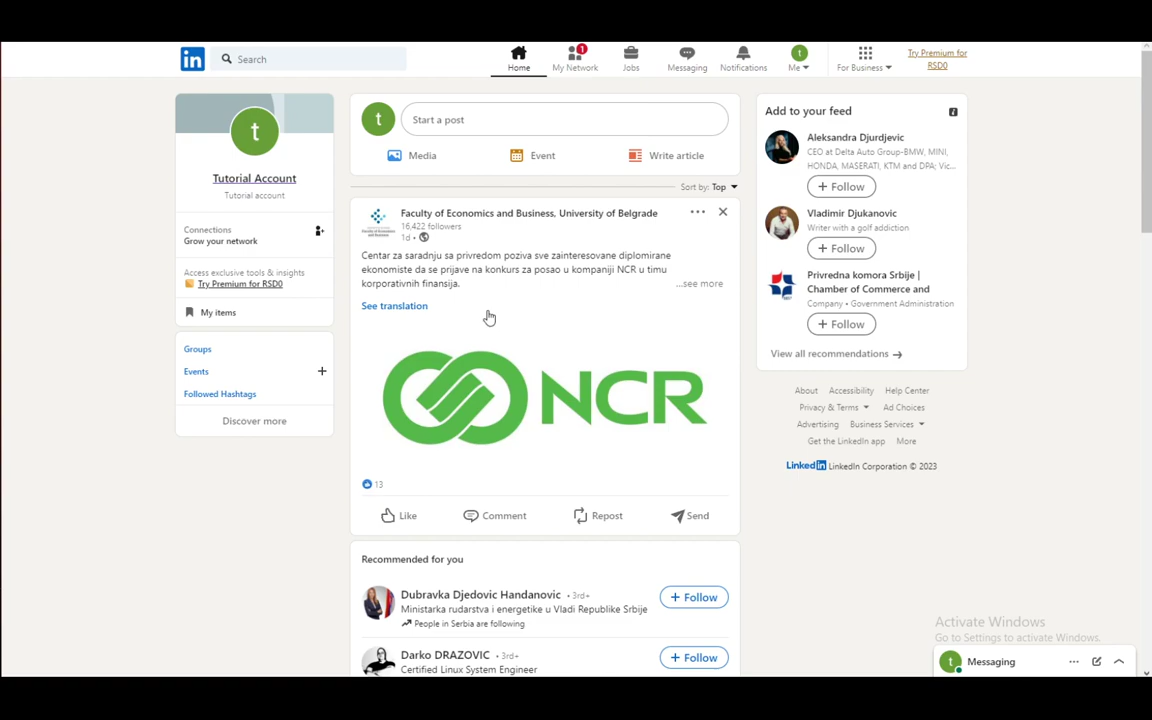 in
Search
Home
1
My Network
Jobs
Messaging
Notifications
t
Me
For Business
Try Premium for
RSD0
t
Tutorial Account
Tutorial account
Connections
Grow your network
Access exclusive tools & insights
Try Premium for RSD0
My items
Groups
Events
Followed Hashtags
Discover more
t
Start a post
Media
Event
Write article
Sort by: Top
Faculty of Economics and Business, University of Belgrade
16,422 followers
1d •
Centar za saradnju sa privredom poziva sve zainteresovane diplomirane
ekonomiste da se prijave na konkurs za posao u kompaniji NCR u timu
korporativnih finansija.
...see more
See translation
NCR
13
Like
Comment
Repost
Send
Recommended for you
Dubravka Djedovic Handanovic • 3rd+
Ministarka rudarstva i energetike u Vladi Republike Srbije
People in Serbia are following
+ Follow
Darko DRAZOVIC • 3rd+
Certified Linux System Engineer
+ Follow
Add to your feed
Aleksandra Djurdjevic
CEO at Delta Auto Group-BMW, MINI,
HONDA, MASERATI, KTM and DPA; Vic...
+ Follow
Vladimir Djukanovic
Writer with a golf addiction
+ Follow
Privredna komora Srbije |
Chamber of Commerce and
Company • Government Administration
+ Follow
View all recommendations
About Accessibility Help Center
Privacy & Terms Ad Choices
Advertising Business Services
Get the LinkedIn app More
LinkedIn LinkedIn Corporation © 2023
Activate Windows
Go to Settings to activate Windows.
t
Messaging